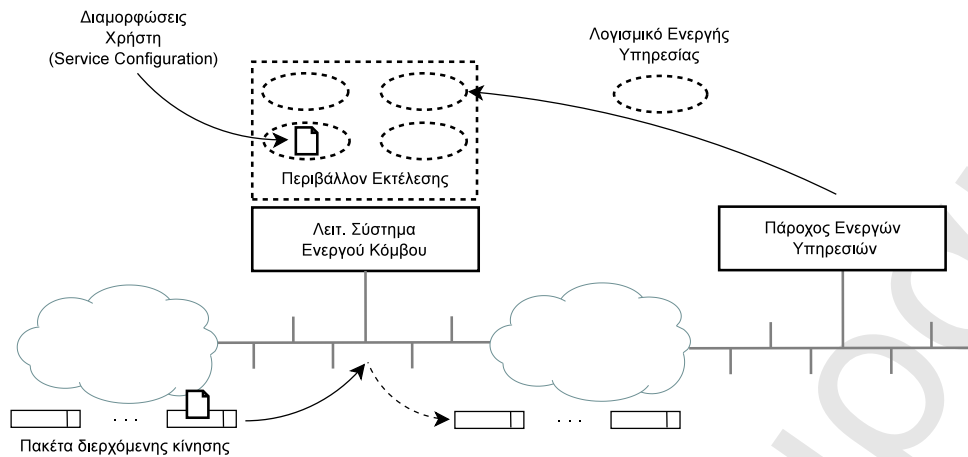 Διαμορφώσεις
Χρήστη
(Service Configuration)
Λογισμικό Ενεργής
Υπηρεσίας
Περιβάλλον Εκτέλεσης
Λειτ. Σύστημα
Ενεργού Κόμβου
Πάροχος Ενεργών
Υπηρεσιών
. . .
. . .
Πακέτα διερχόμενης κίνησης